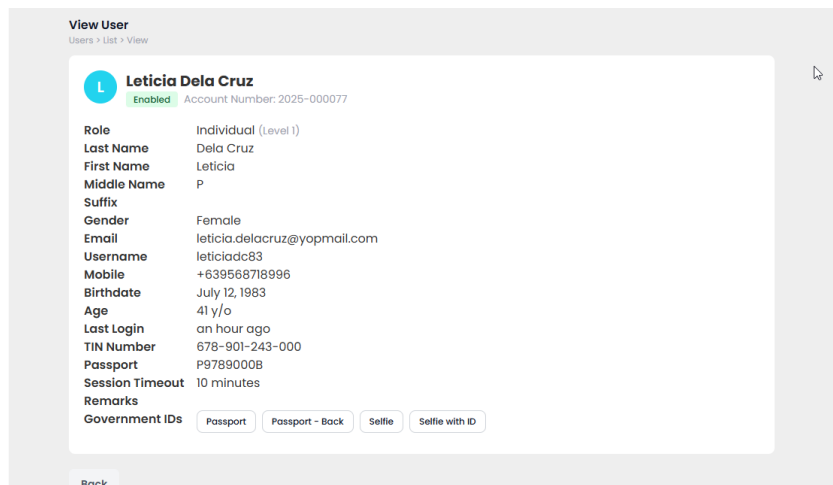 View User
Users > List > View
L
Leticia Dela Cruz
Enabled Account Number: 2025-000077
Role Individual (Level 1)
Last Name Dela Cruz
First Name Leticia
Middle Name P
Suffix
Gender Female
Email leticia.delacruz@yopmail.com
Username leticiadc83
Mobile +639568718996
Birthdate July 12, 1983
Age 41 y/o
Last Login an hour ago
TIN Number 678-901-243-000
Passport P9789000B
Session Timeout 10 minutes
Remarks
Government IDs Passport Passport - Back Selfie Selfie with ID
Back